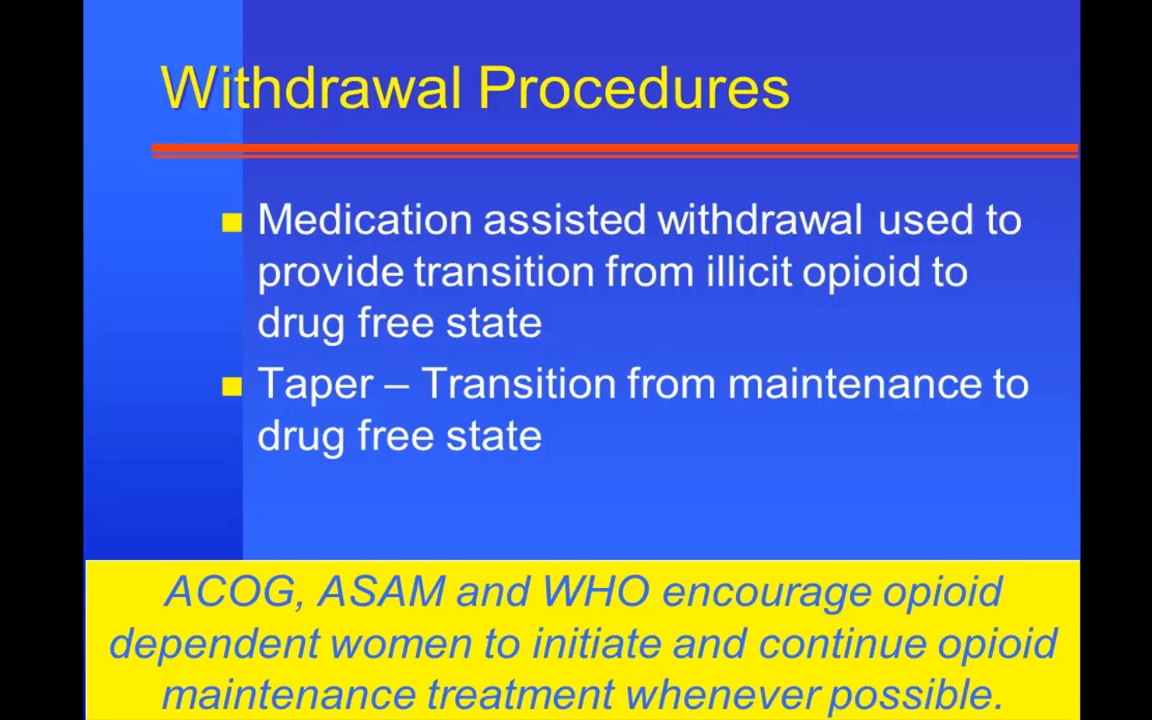 Withdrawal Procedures
Medication assisted withdrawal used to
provide transition from illicit opioid to
drug free state
Taper – Transition from maintenance to
drug free state
ACOG, ASAM and WHO encourage opioid
dependent women to initiate and continue opioid
maintenance treatment whenever possible.